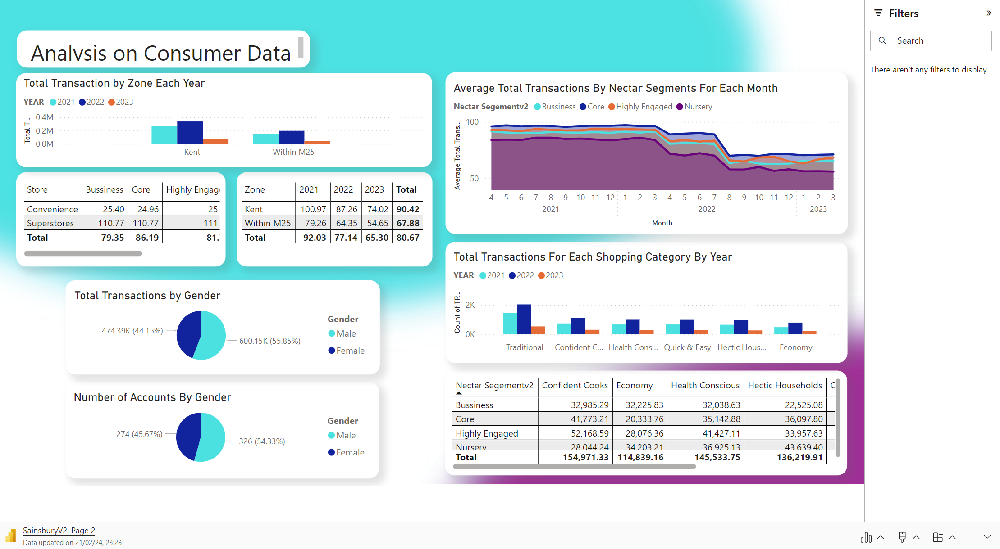 Analysis on Consumer Data
Total Transaction by Zone Each Year
YEAR 2021 2022 2023
Total T...
0.4M
0.2M
0.0M
Kent Within M25
Store Bussiness Core Highly Engag
Convenience 25.40 24.96 25.
Superstores 110.77 110.77 111.
Total 79.35 86.19 81.
Zone 2021 2022 2023 Total
Kent 100.97 87.26 74.02 90.42
Within M25 79.26 64.35 54.65 67.88
Total 92.03 77.14 65.30 80.67
Total Transactions by Gender
474.39K (44.15%)
600.15K (55.85%)
Gender
Male
Female
Number of Accounts By Gender
274 (45.67%)
326 (54.33%)
Gender
Male
Female
Average Total Transactions By Nectar Segments For Each Month
Nectar Segementv2 Bussiness Core Highly Engaged Nursery
Average Total Trans...
100
50
4 5 6 7 8 9 10 11 12 1 2 3 4 5 6 7 8 9 10 11 12 1 2 3
2021 2022 2023
Month
Total Transactions For Each Shopping Category By Year
YEAR 2021 2022 2023
Count of TR...
2K
0K
Traditional Confident C... Health Cons... Quick & Easy Hectic Hous... Economy
Nectar Segementv2 Confident Cooks Economy Health Conscious Hectic Households
Bussiness 32,985.29 32,225.83 32,038.63 22,525.08
Core 41,773.21 20,333.76 35,142.88 36,097.80
Highly Engaged 52,168.59 28,076.36 41,427.11 33,957.63
Nursery 28,044.24 34,203.21 36,925.13 43,639.40
Total 154,971.33 114,839.16 145,533.75 136,219.91
Filters
Search
There aren't any filters to display.
SainsburyV2, Page 2
Data updated on 21/02/24, 23:28